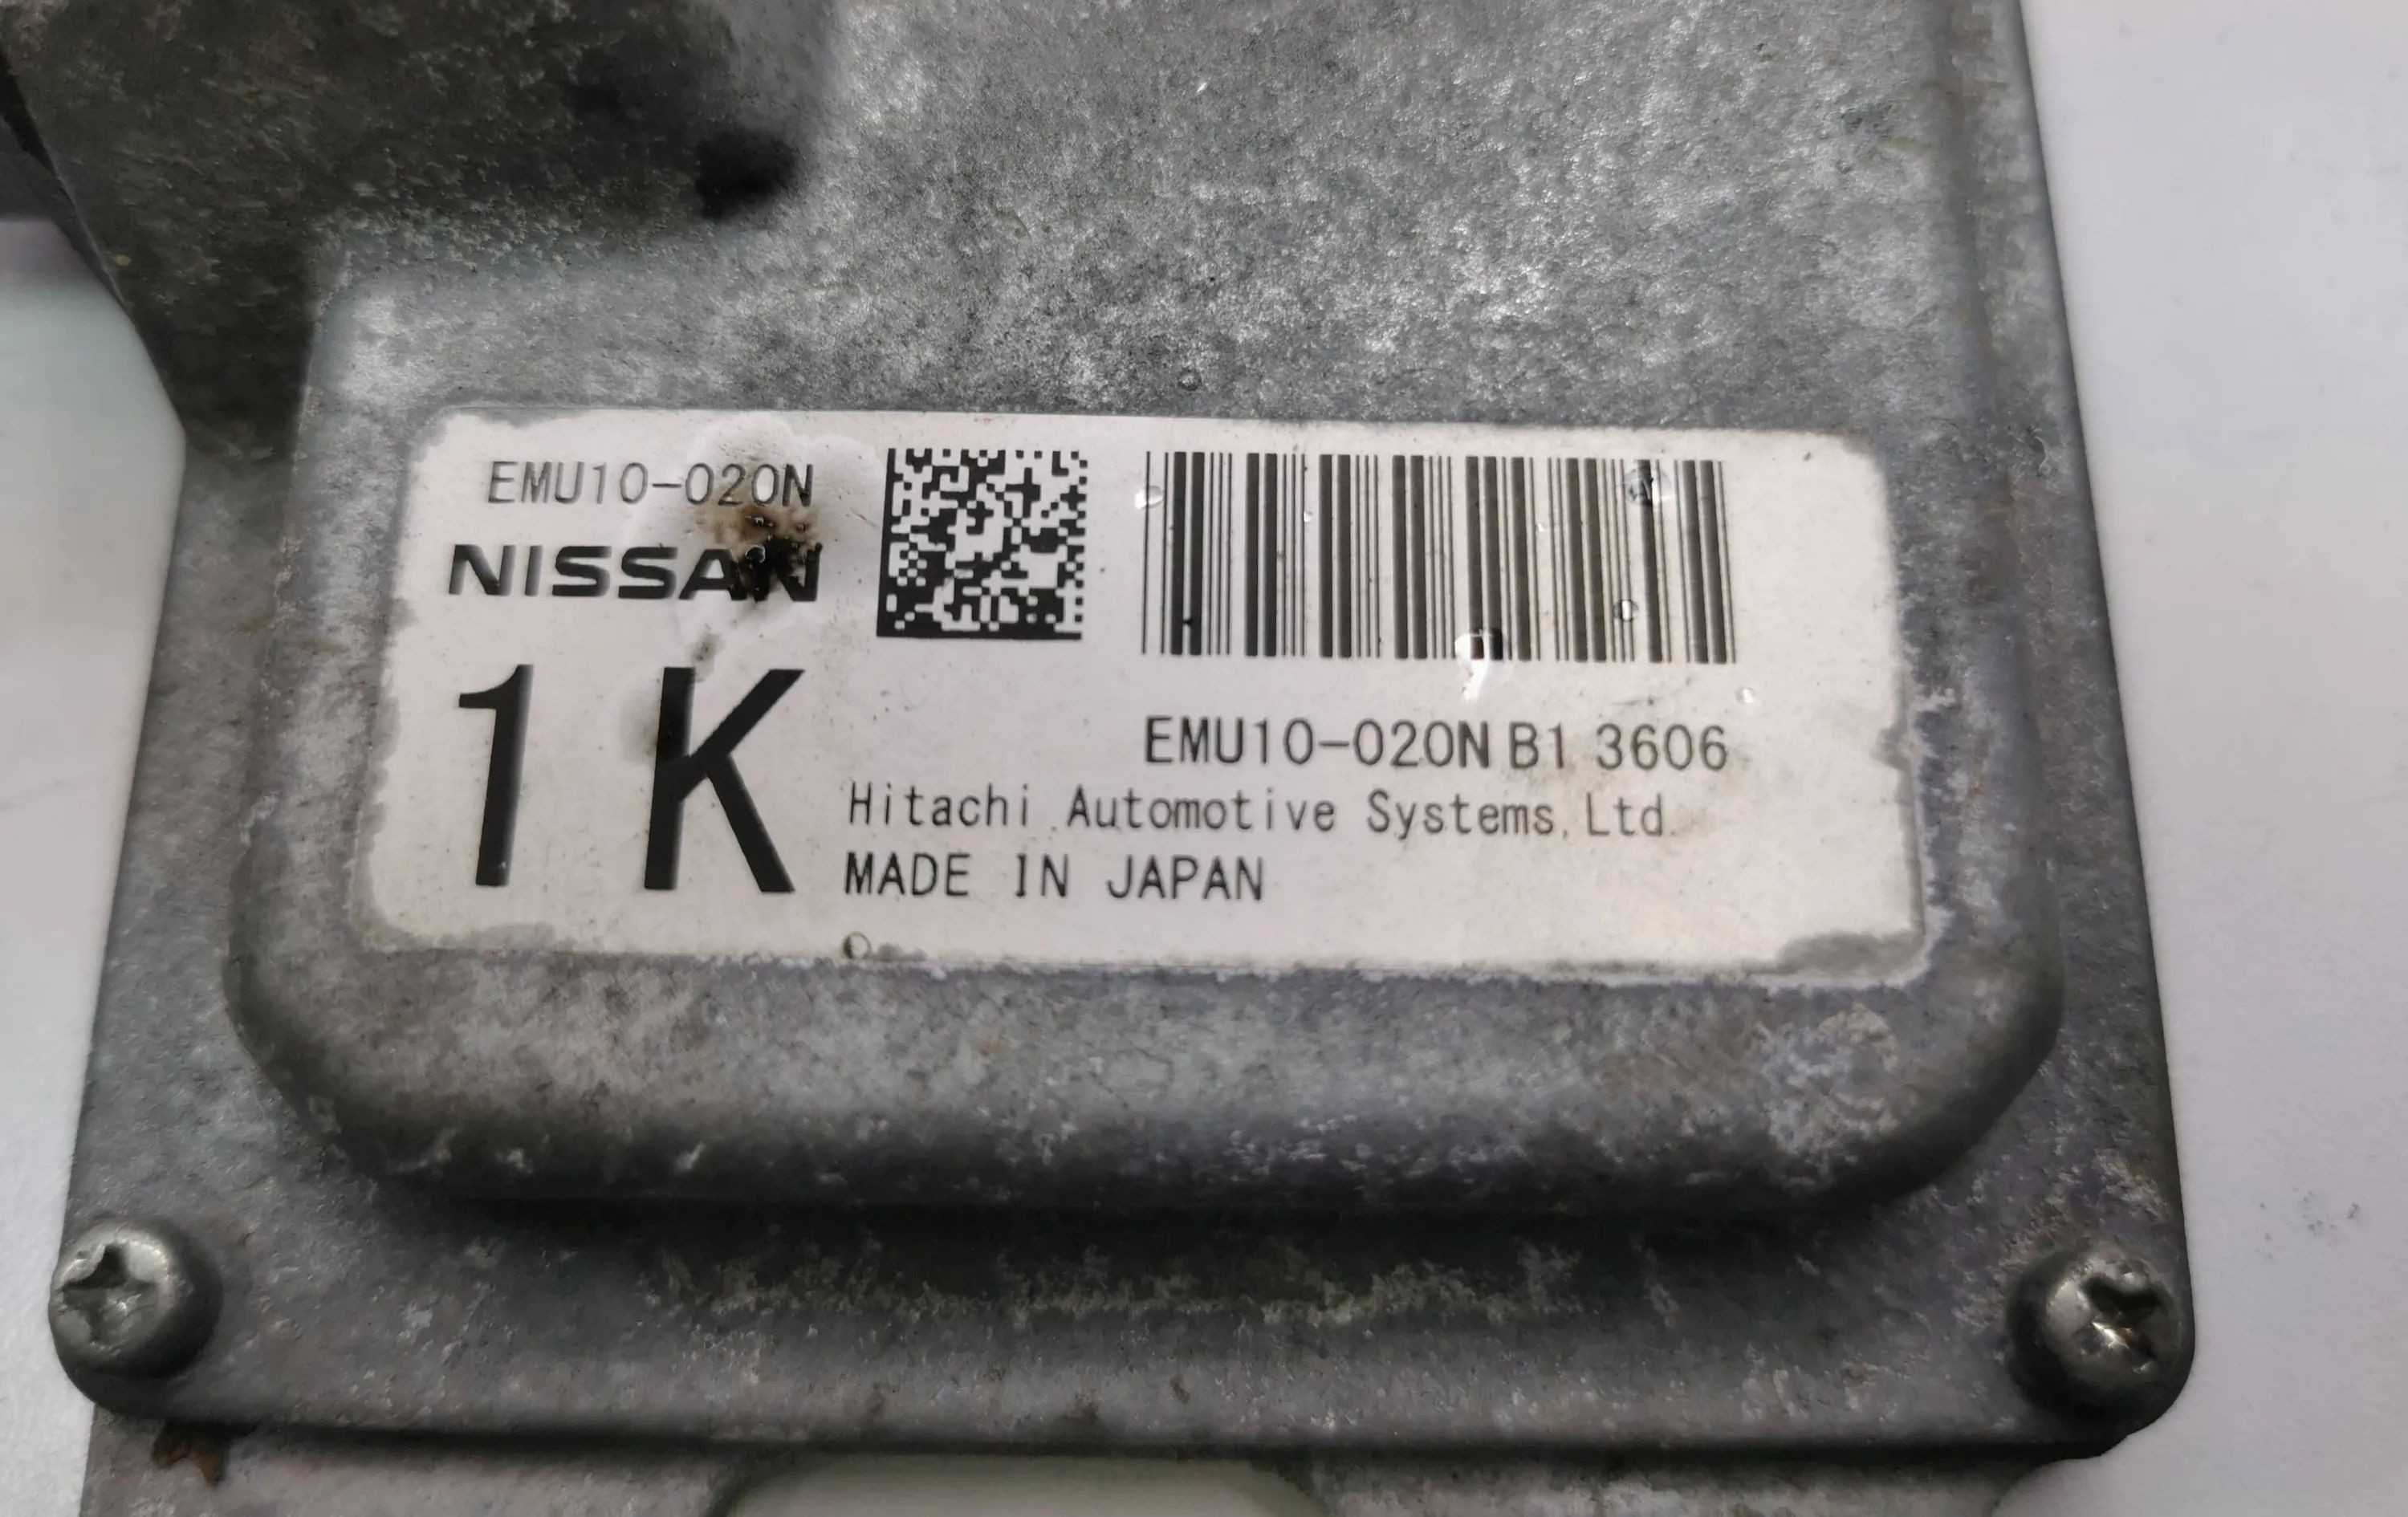 EMU10-020N
NISSAN
1K
EMU10-020N B1 3606
Hitachi Automotive Systems, Ltd.
MADE IN JAPAN